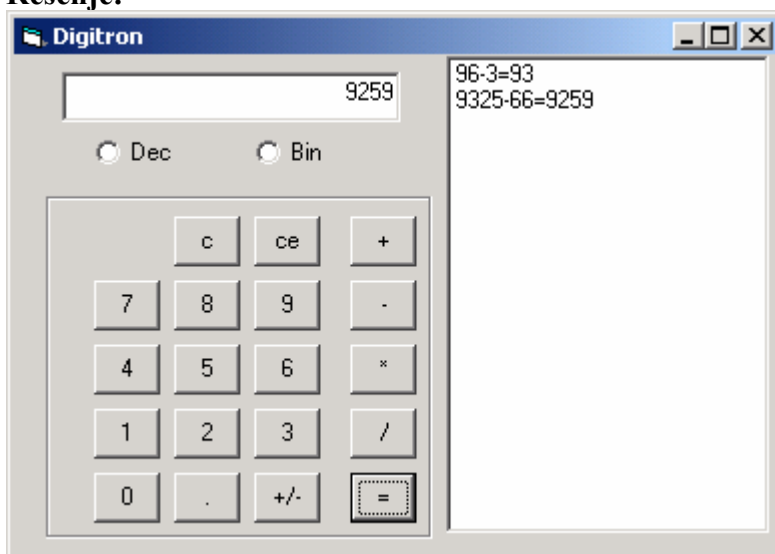 Rešenje:
Digitron
9259
Dec Bin
c ce +
7 8 9 -
4 5 6 *
1 2 3 /
0 . +/- =
96-3=93
9325-66=9259